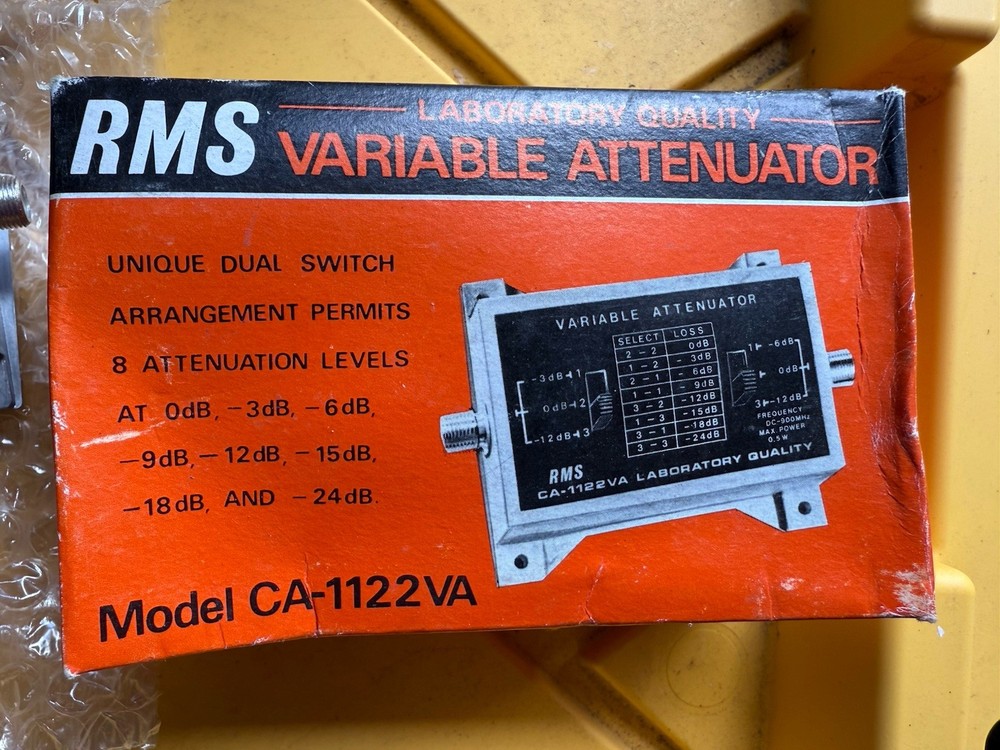 RMS
LABORATORY QUALITY
VARIABLE ATTENUATOR
UNIQUE DUAL SWITCH
ARRANGEMENT PERMITS
8 ATTENUATION LEVELS
AT 0dB, -3dB, -6dB,
-9dB, -12dB, -15dB,
-18dB, AND -24dB.
Model CA-1122VA
VARIABLE ATTENUATOR
SELECT LOSS
2 - 2 0dB
1 - 2 -3dB
2 - 1 -6dB
1 - 1 -9dB
3 - 2 -12dB
1 - 3 -15dB
3 - 1 -18dB
3 - 3 -24dB
-3dB 1
0dB 2
-12dB 3
1 -6dB
0dB
3 -12dB
FREQUENCY
DC-900MHz
MAX. POWER
0.5W
RMS
CA-1122VA LABORATORY QUALITY